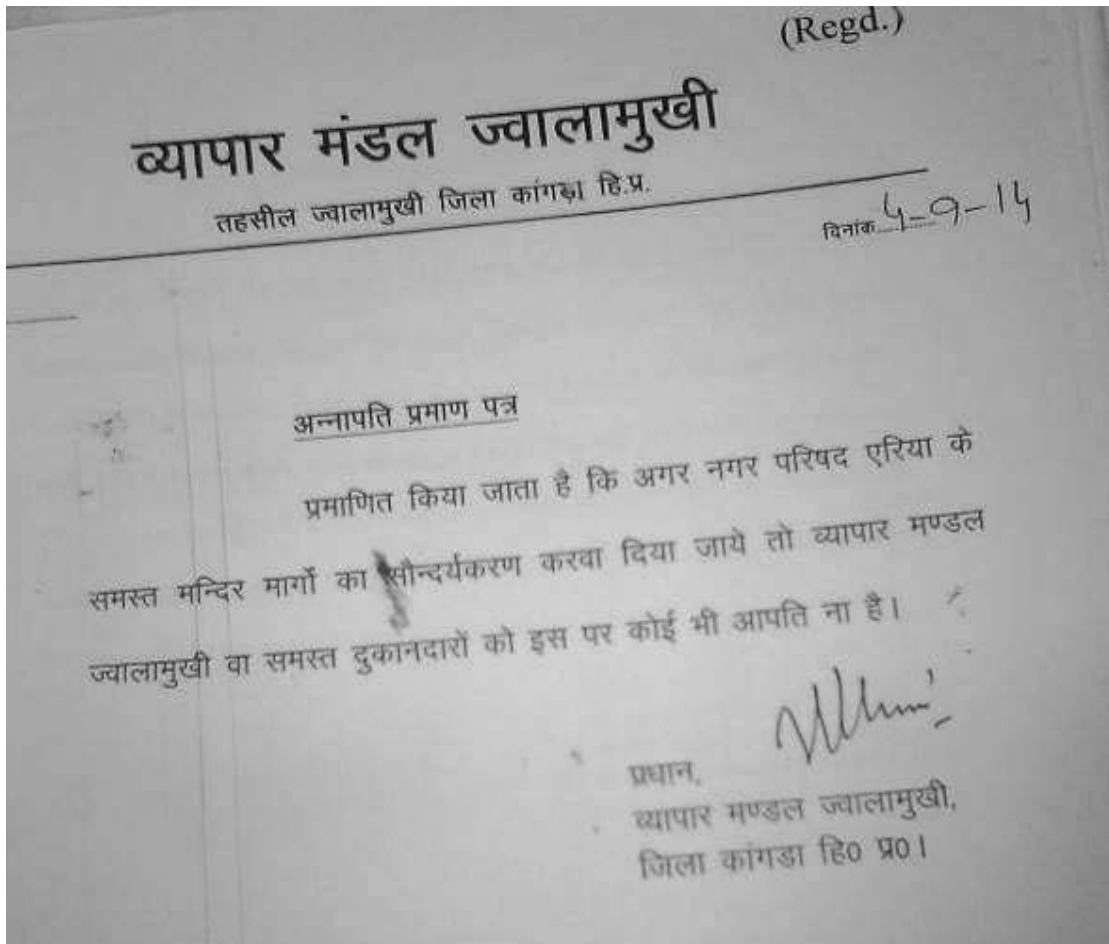 (Regd.)
व्यापार मंडल ज्वालामुखी
तहसील ज्वालामुखी जिला कांगड़ा हि.प्र.
दिनांक 4-9-14
अन्नापति प्रमाण पत्र
प्रमाणित किया जाता है कि अगर नगर परिषद एरिया के
समस्त मन्दिर मार्गो का सौन्दर्यकरण करवा दिया जाये तो व्यापार मण्डल
ज्वालामुखी वा समस्त दुकानदारों को इस पर कोई भी आपति ना है।
प्रधान,
व्यापार मण्डल ज्वालामुखी,
जिला कांगडा हि0 प्र0।